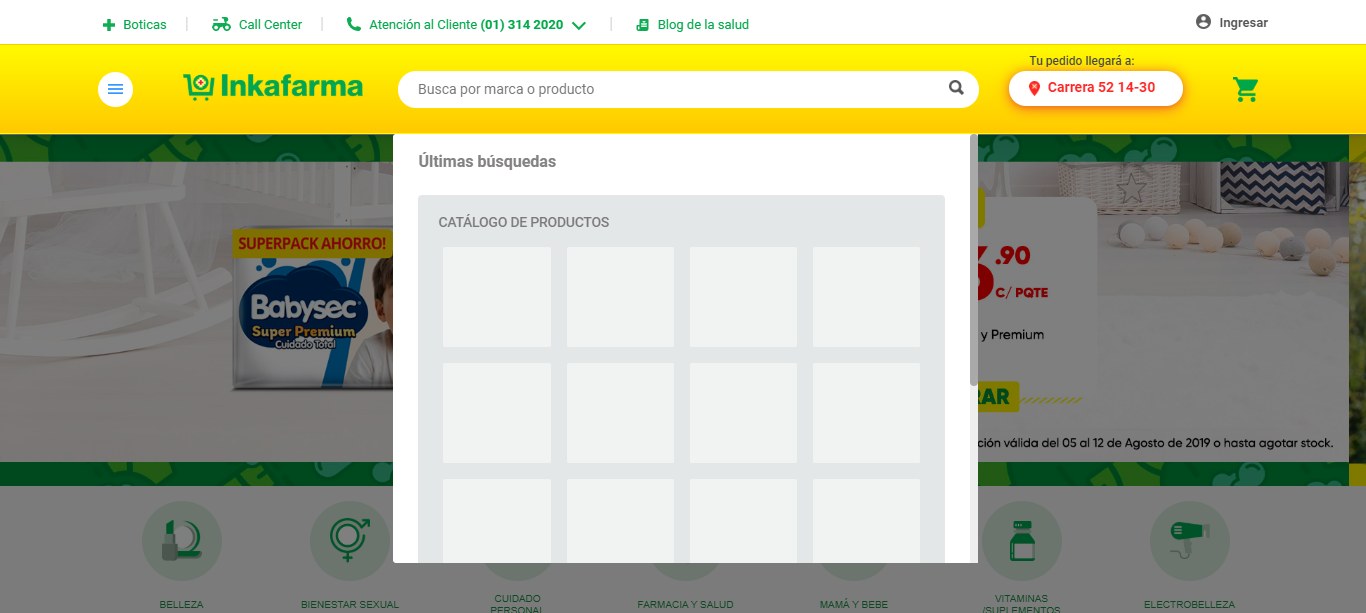 Boticas
Call Center
Atención al Cliente (01) 314 2020
Blog de la salud
Ingresar
Inkafarma
Busca por marca o producto
Tu pedido llegará a:
Carrera 52 14-30
Últimas búsquedas
CATÁLOGO DE PRODUCTOS
SUPERPACK AHORRO!
Babysec
Super Premium
Cuidado Total
.90
C/ PQTE
y Premium
ción válida del 05 al 12 de Agosto de 2019 o hasta agotar stock.
BELLEZA
BIENESTAR SEXUAL
CUIDADO
PERSONAL
FARMACIA Y SALUD
MAMÁ Y BEBE
VITAMINAS
/SUPLEMENTOS
ELECTROBELLEZA